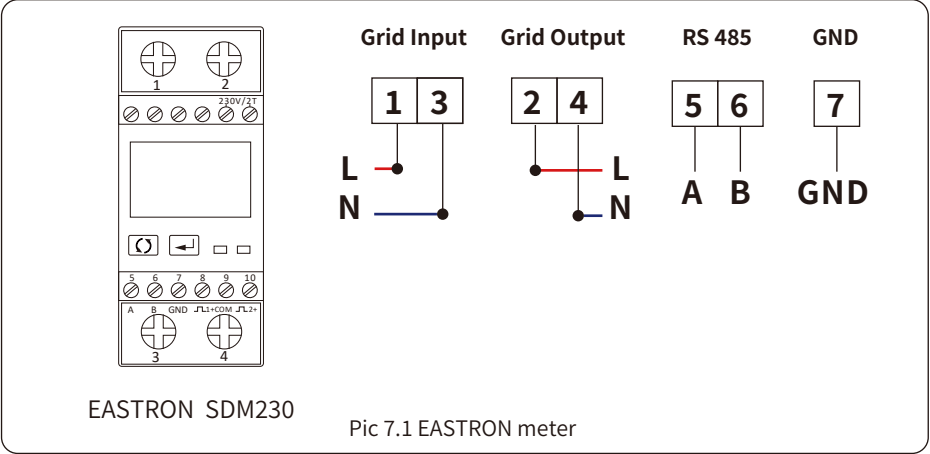 Grid Input Grid Output RS 485 GND
1 2
230V/2T
1 3 2 4 5 6 7
L L
N N
A B GND
5 6 7 8 9 10
A B GND 1+COM 2+
3 4
EASTRON SDM230
Pic 7.1 EASTRON meter